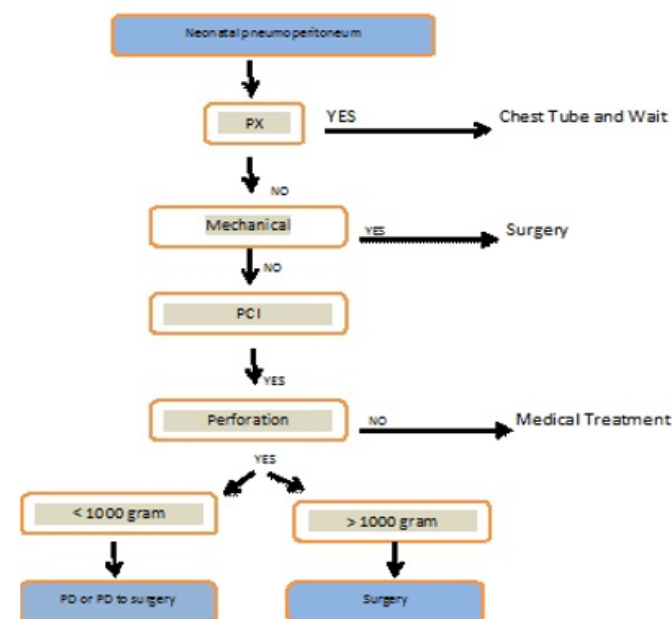 Neonatal pneumoperitoneum
PX
YES
Chest Tube and Wait
NO
Mechanical
YES
Surgery
NO
PCI
YES
Perforation
NO
Medical Treatment
YES
< 1000 gram
> 1000 gram
PD or PD to surgery
Surgery